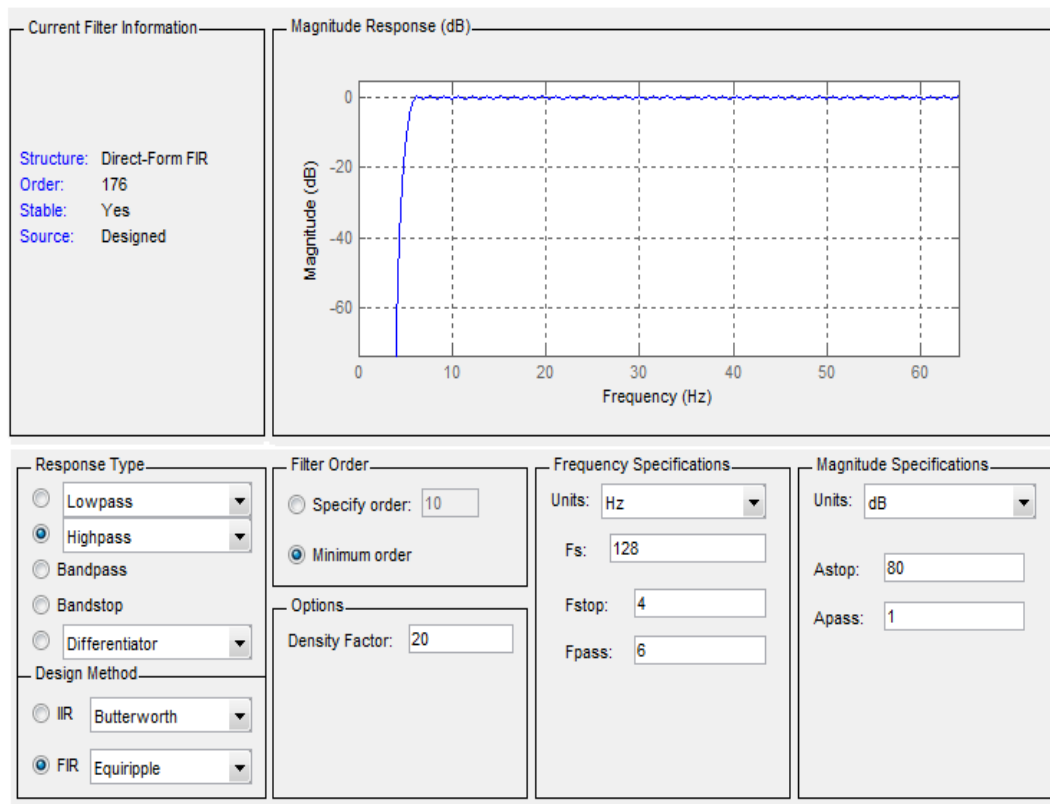 Current Filter Information
Structure: Direct-Form FIR
Order: 176
Stable: Yes
Source: Designed
Magnitude Response (dB)
0
-20
-40
-60
Magnitude (dB)
0 10 20 30 40 50 60
Frequency (Hz)
Response Type
Lowpass
Highpass
Bandpass
Bandstop
Differentiator
Design Method
IIR Butterworth
FIR Equiripple
Filter Order
Specify order: 10
Minimum order
Options
Density Factor: 20
Frequency Specifications
Units: Hz
Fs: 128
Fstop: 4
Fpass: 6
Magnitude Specifications
Units: dB
Astop: 80
Apass: 1